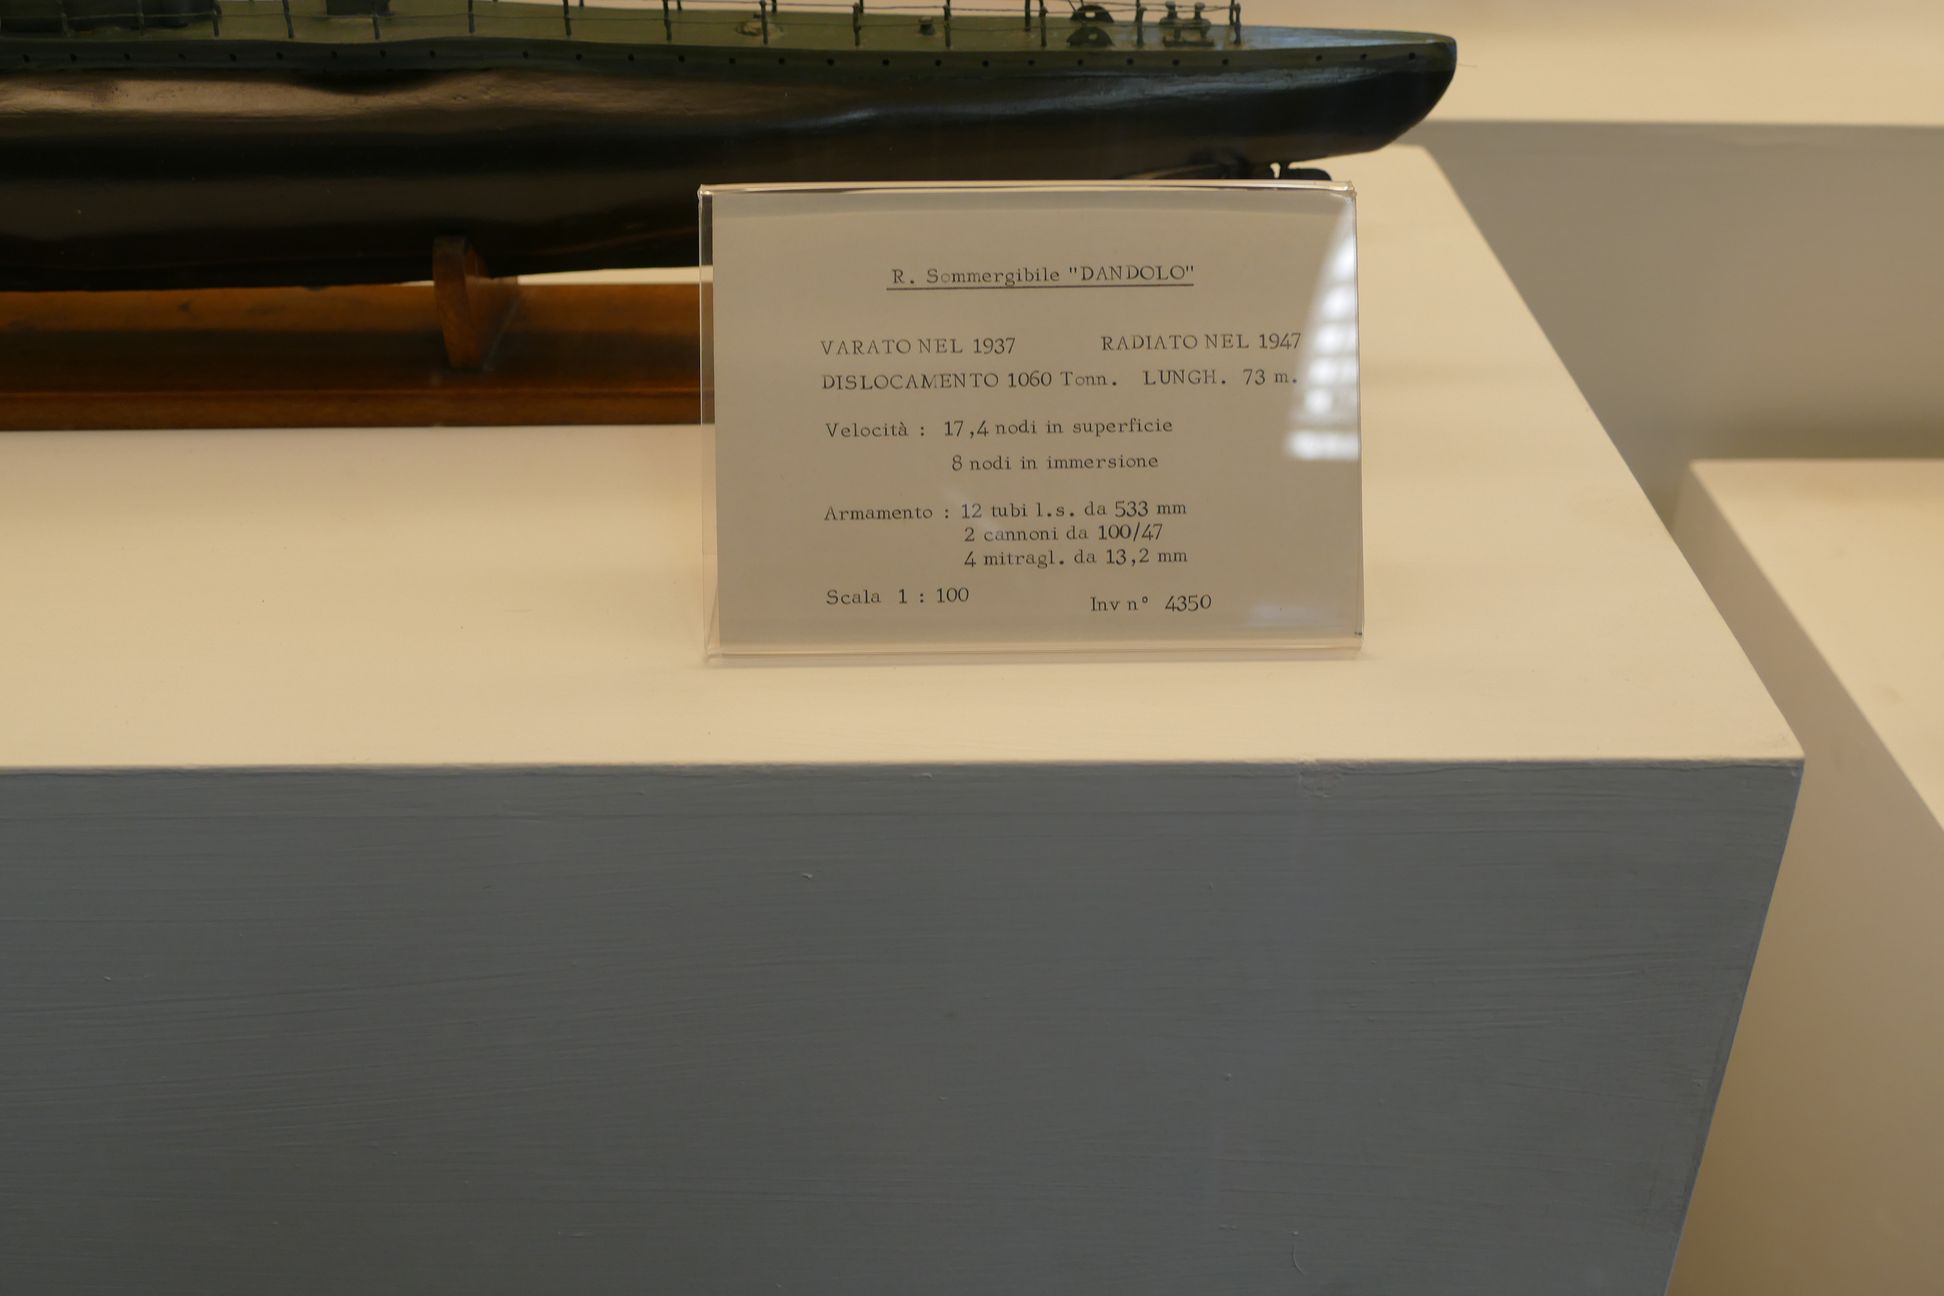 R. Sommergibile "DANDOLO"
VARATO NEL 1937 RADIATO NEL 1947
DISLOCAMENTO 1060 Tonn. LUNGH. 73 m.
Velocità : 17,4 nodi in superficie
8 nodi in immersione
Armamento : 12 tubi l.s. da 533 mm
2 cannoni da 100/47
4 mitragl. da 13,2 mm
Scala 1 : 100 Inv n° 4350